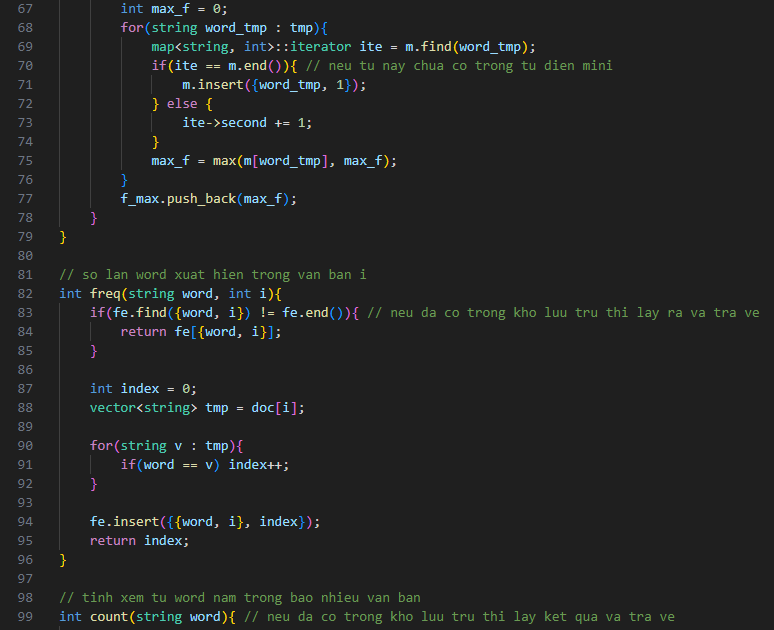 67 int max_f = 0;
68 for(string word_tmp : tmp){
69 map<string, int>::iterator ite = m.find(word_tmp);
70 if(ite == m.end()){ // neu tu nay chua co trong tu dien mini
71 m.insert({word_tmp, 1});
72 } else {
73 ite->second += 1;
74 }
75 max_f = max(m[word_tmp], max_f);
76 }
77 f_max.push_back(max_f);
78 }
79 }
80
81 // so lan word xuat hien trong van ban i
82 int freq(string word, int i){
83 if(fe.find({word, i}) != fe.end()){ // neu da co trong kho luu tru thi lay ra va tra ve
84 return fe[{word, i}];
85 }
86
87 int index = 0;
88 vector<string> tmp = doc[i];
89
90 for(string v : tmp){
91 if(word == v) index++;
92 }
93
94 fe.insert({{word, i}, index});
95 return index;
96 }
97
98 // tinh xem tu word nam trong bao nhieu van ban
99 int count(string word){ // neu da co trong kho luu tru thi lay ket qua va tra ve